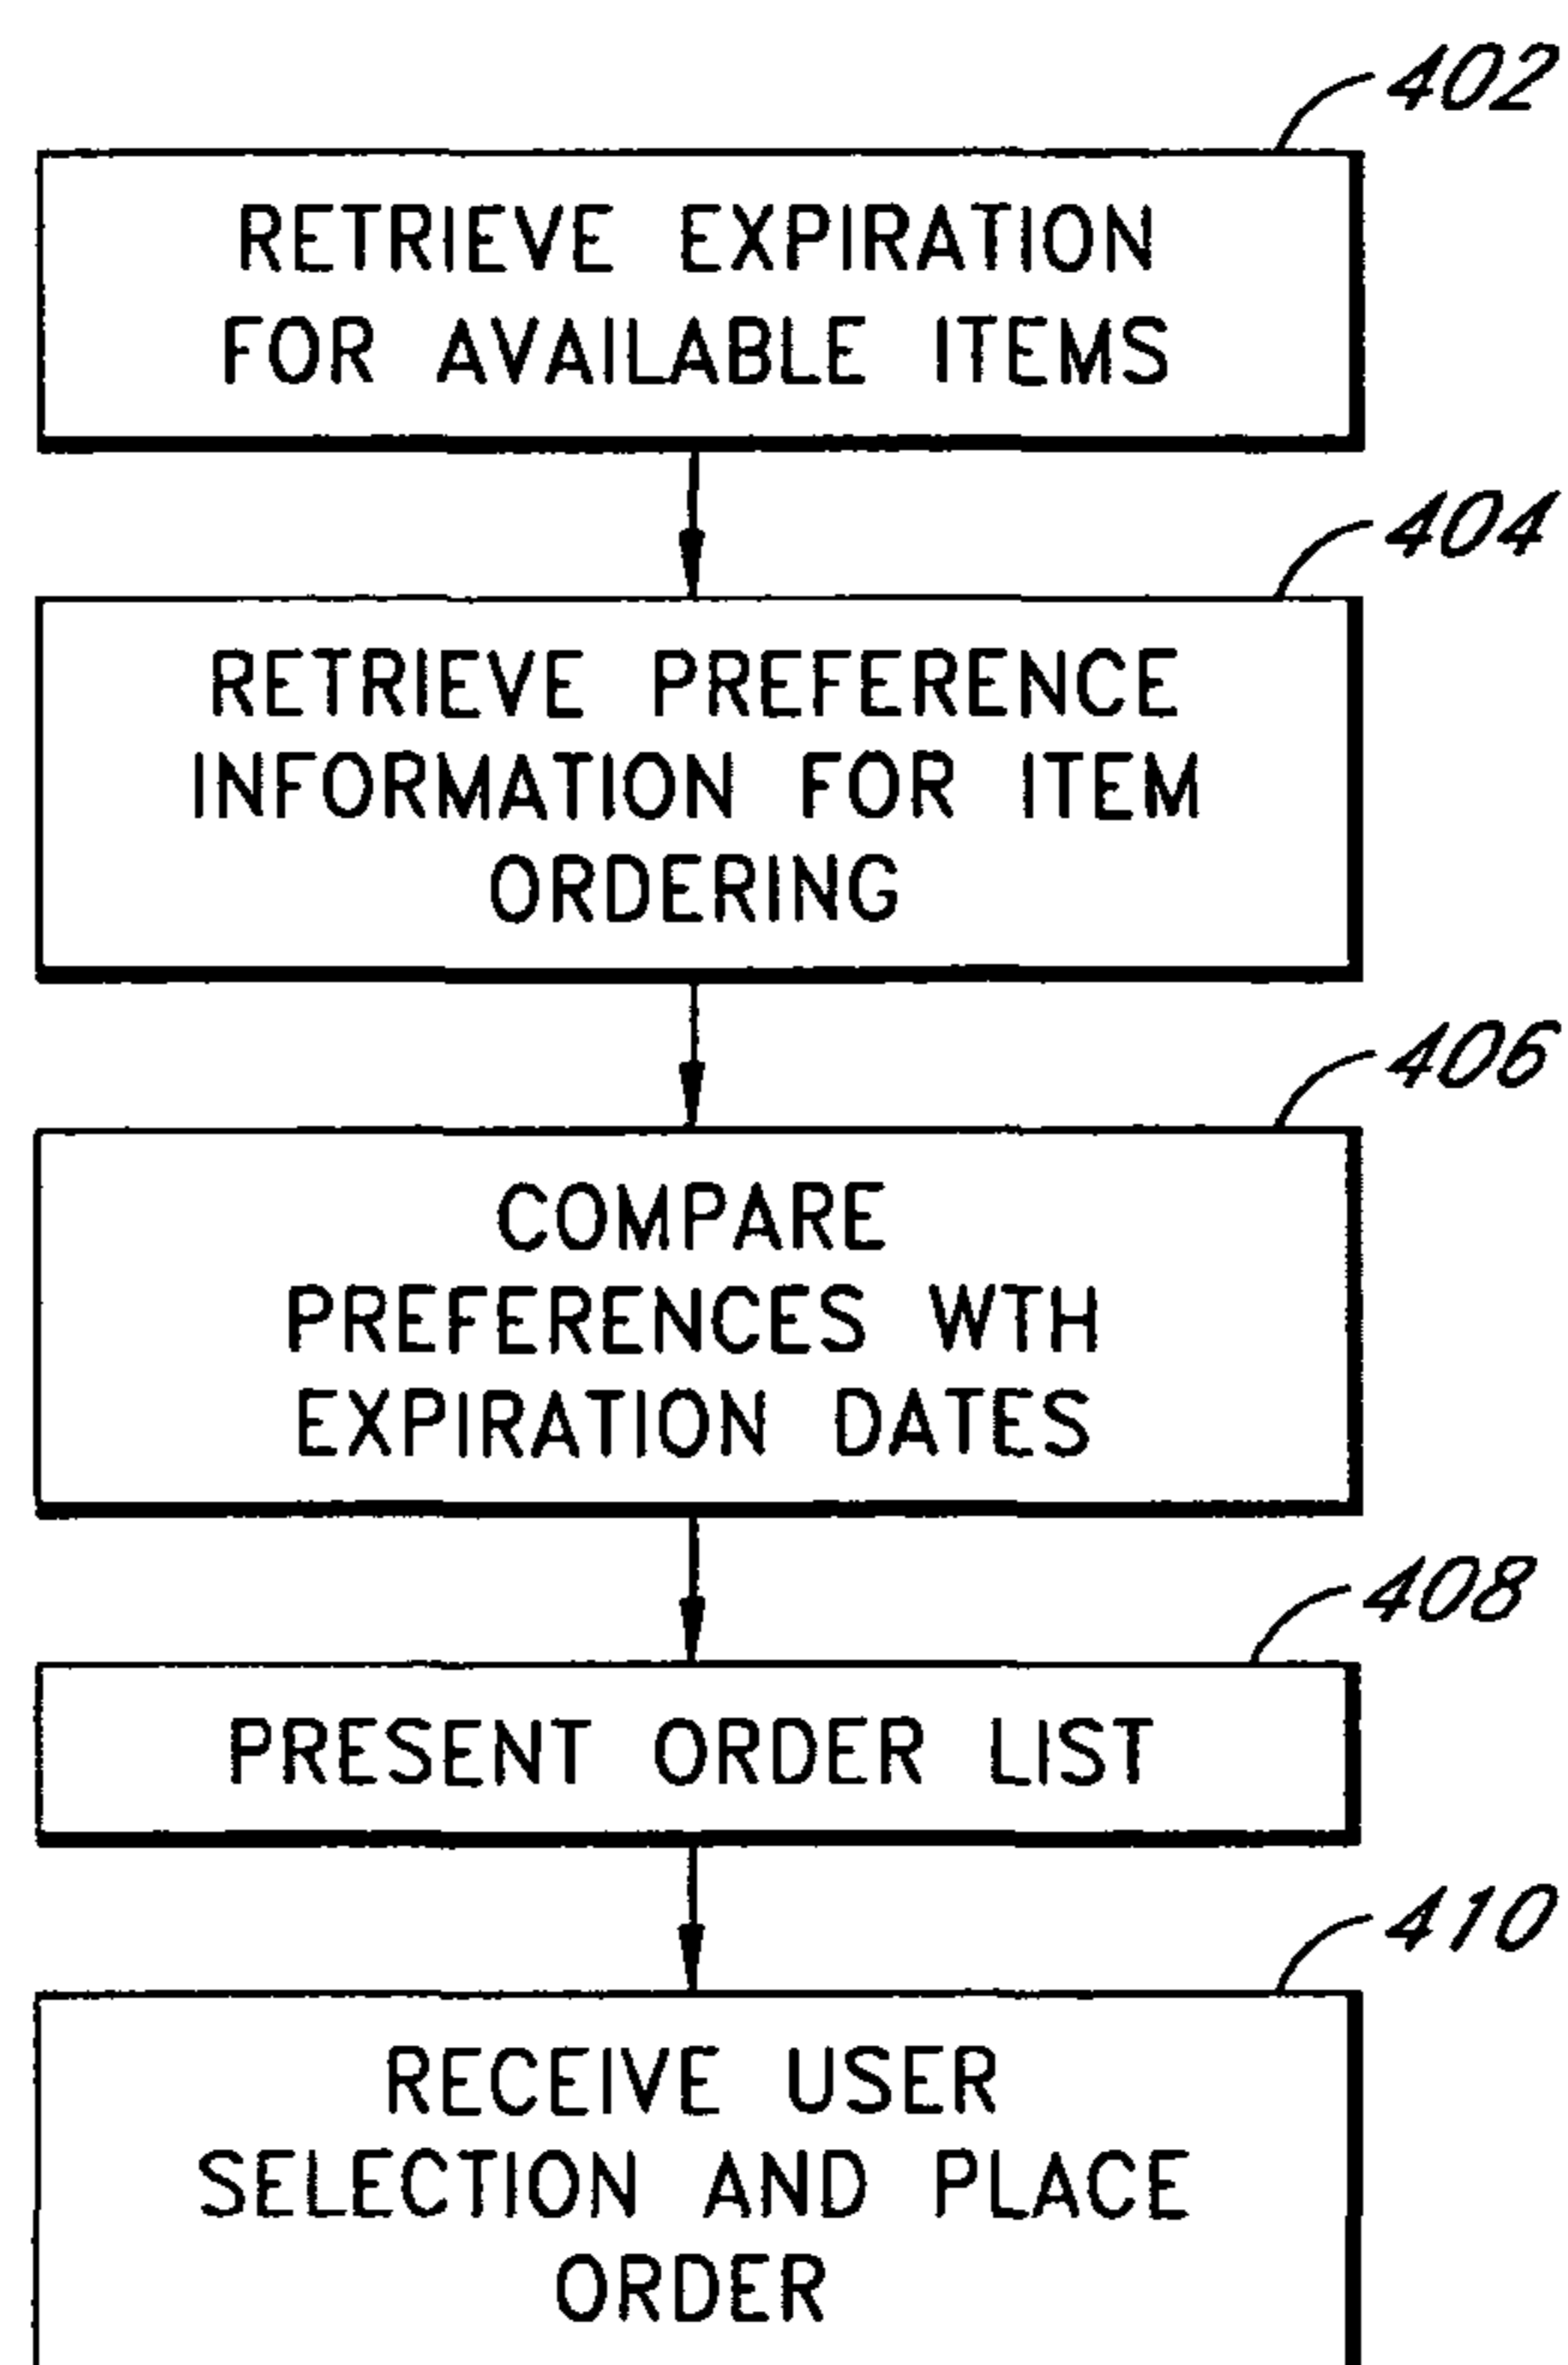 402
RETRIEVE EXPIRATION
FOR AVAILABLE ITEMS
404
RETRIEVE PREFERENCE
INFORMATION FOR ITEM
ORDERING
406
COMPARE
PREFERENCES WTH
EXPIRATION DATES
408
PRESENT ORDER LIST
410
RECEIVE USER
SELECTION AND PLACE
ORDER